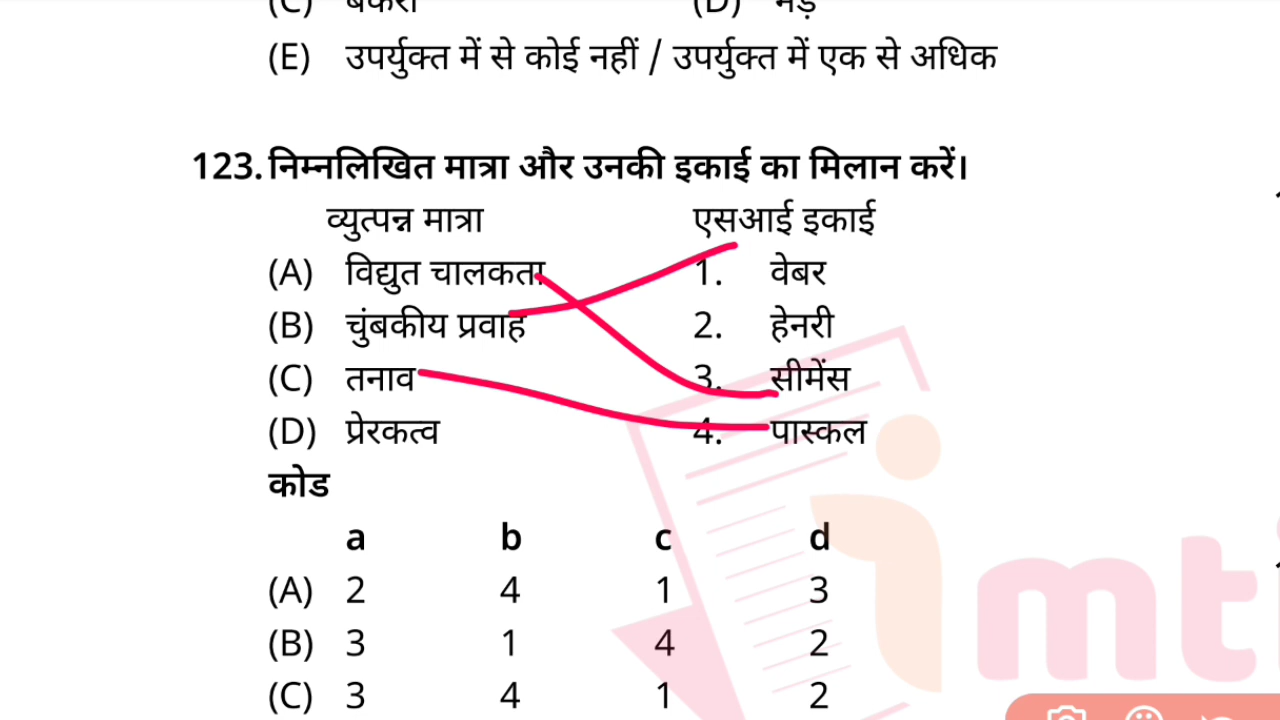 (C) बकरी (D) भेड़
(E) उपर्युक्त में से कोई नहीं / उपर्युक्त में एक से अधिक
123. निम्नलिखित मात्रा और उनकी इकाई का मिलान करें।
व्युत्पन्न मात्रा एसआई इकाई
(A) विद्युत चालकता 1. वेबर
(B) चुंबकीय प्रवाह 2. हेनरी
(C) तनाव 3. सीमेंस
(D) प्रेरकत्व 4. पास्कल
कोड
a b c d
(A) 2 4 1 3
(B) 3 1 4 2
(C) 3 4 1 2